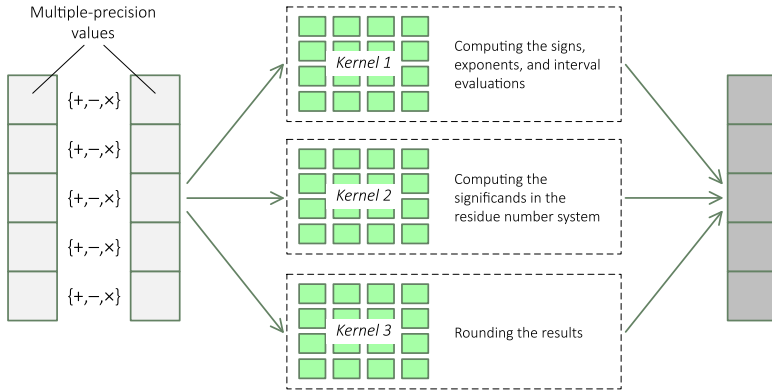 Multiple-precision
values
{+,−,×}
{+,−,×}
{+,−,×}
{+,−,×}
{+,−,×}
Kernel 1
Computing the signs,
exponents, and interval
evaluations
Kernel 2
Computing the
significands in the
residue number system
Kernel 3
Rounding the results